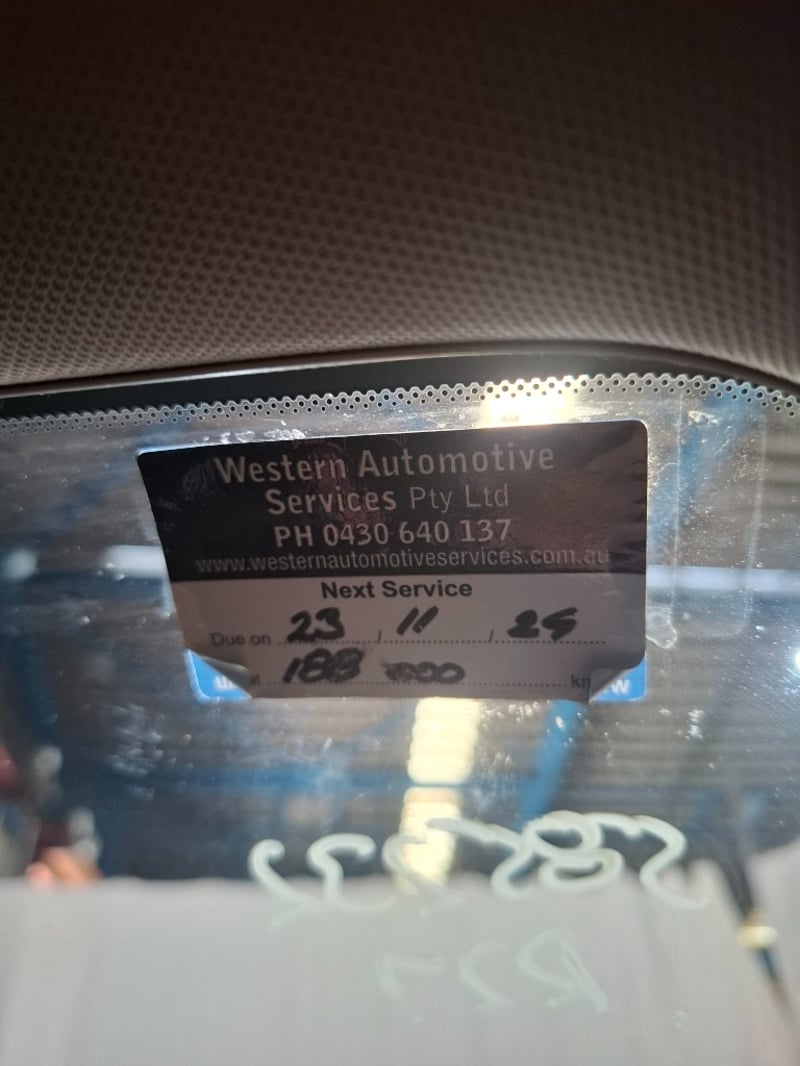 Western Automotive
Services Pty Ltd
PH 0430 640 137
www.westernautomotiveservices.com.au
Next Service
Due on 23 / 11 / 25
188 000 km